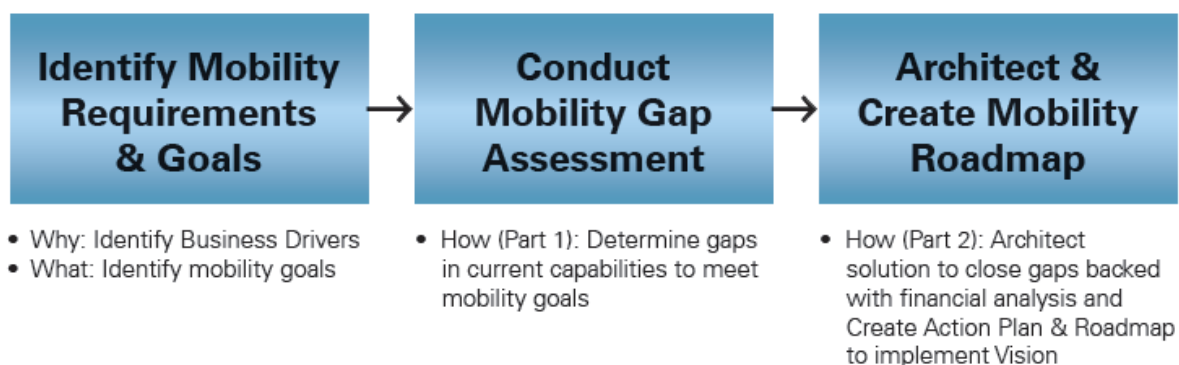 Identify Mobility
Requirements
& Goals
→
Conduct
Mobility Gap
Assessment
→
Architect &
Create Mobility
Roadmap
• Why: Identify Business Drivers
• What: Identify mobility goals
• How (Part 1): Determine gaps
in current capabilities to meet
mobility goals
• How (Part 2): Architect
solution to close gaps backed
with financial analysis and
Create Action Plan & Roadmap
to implement Vision